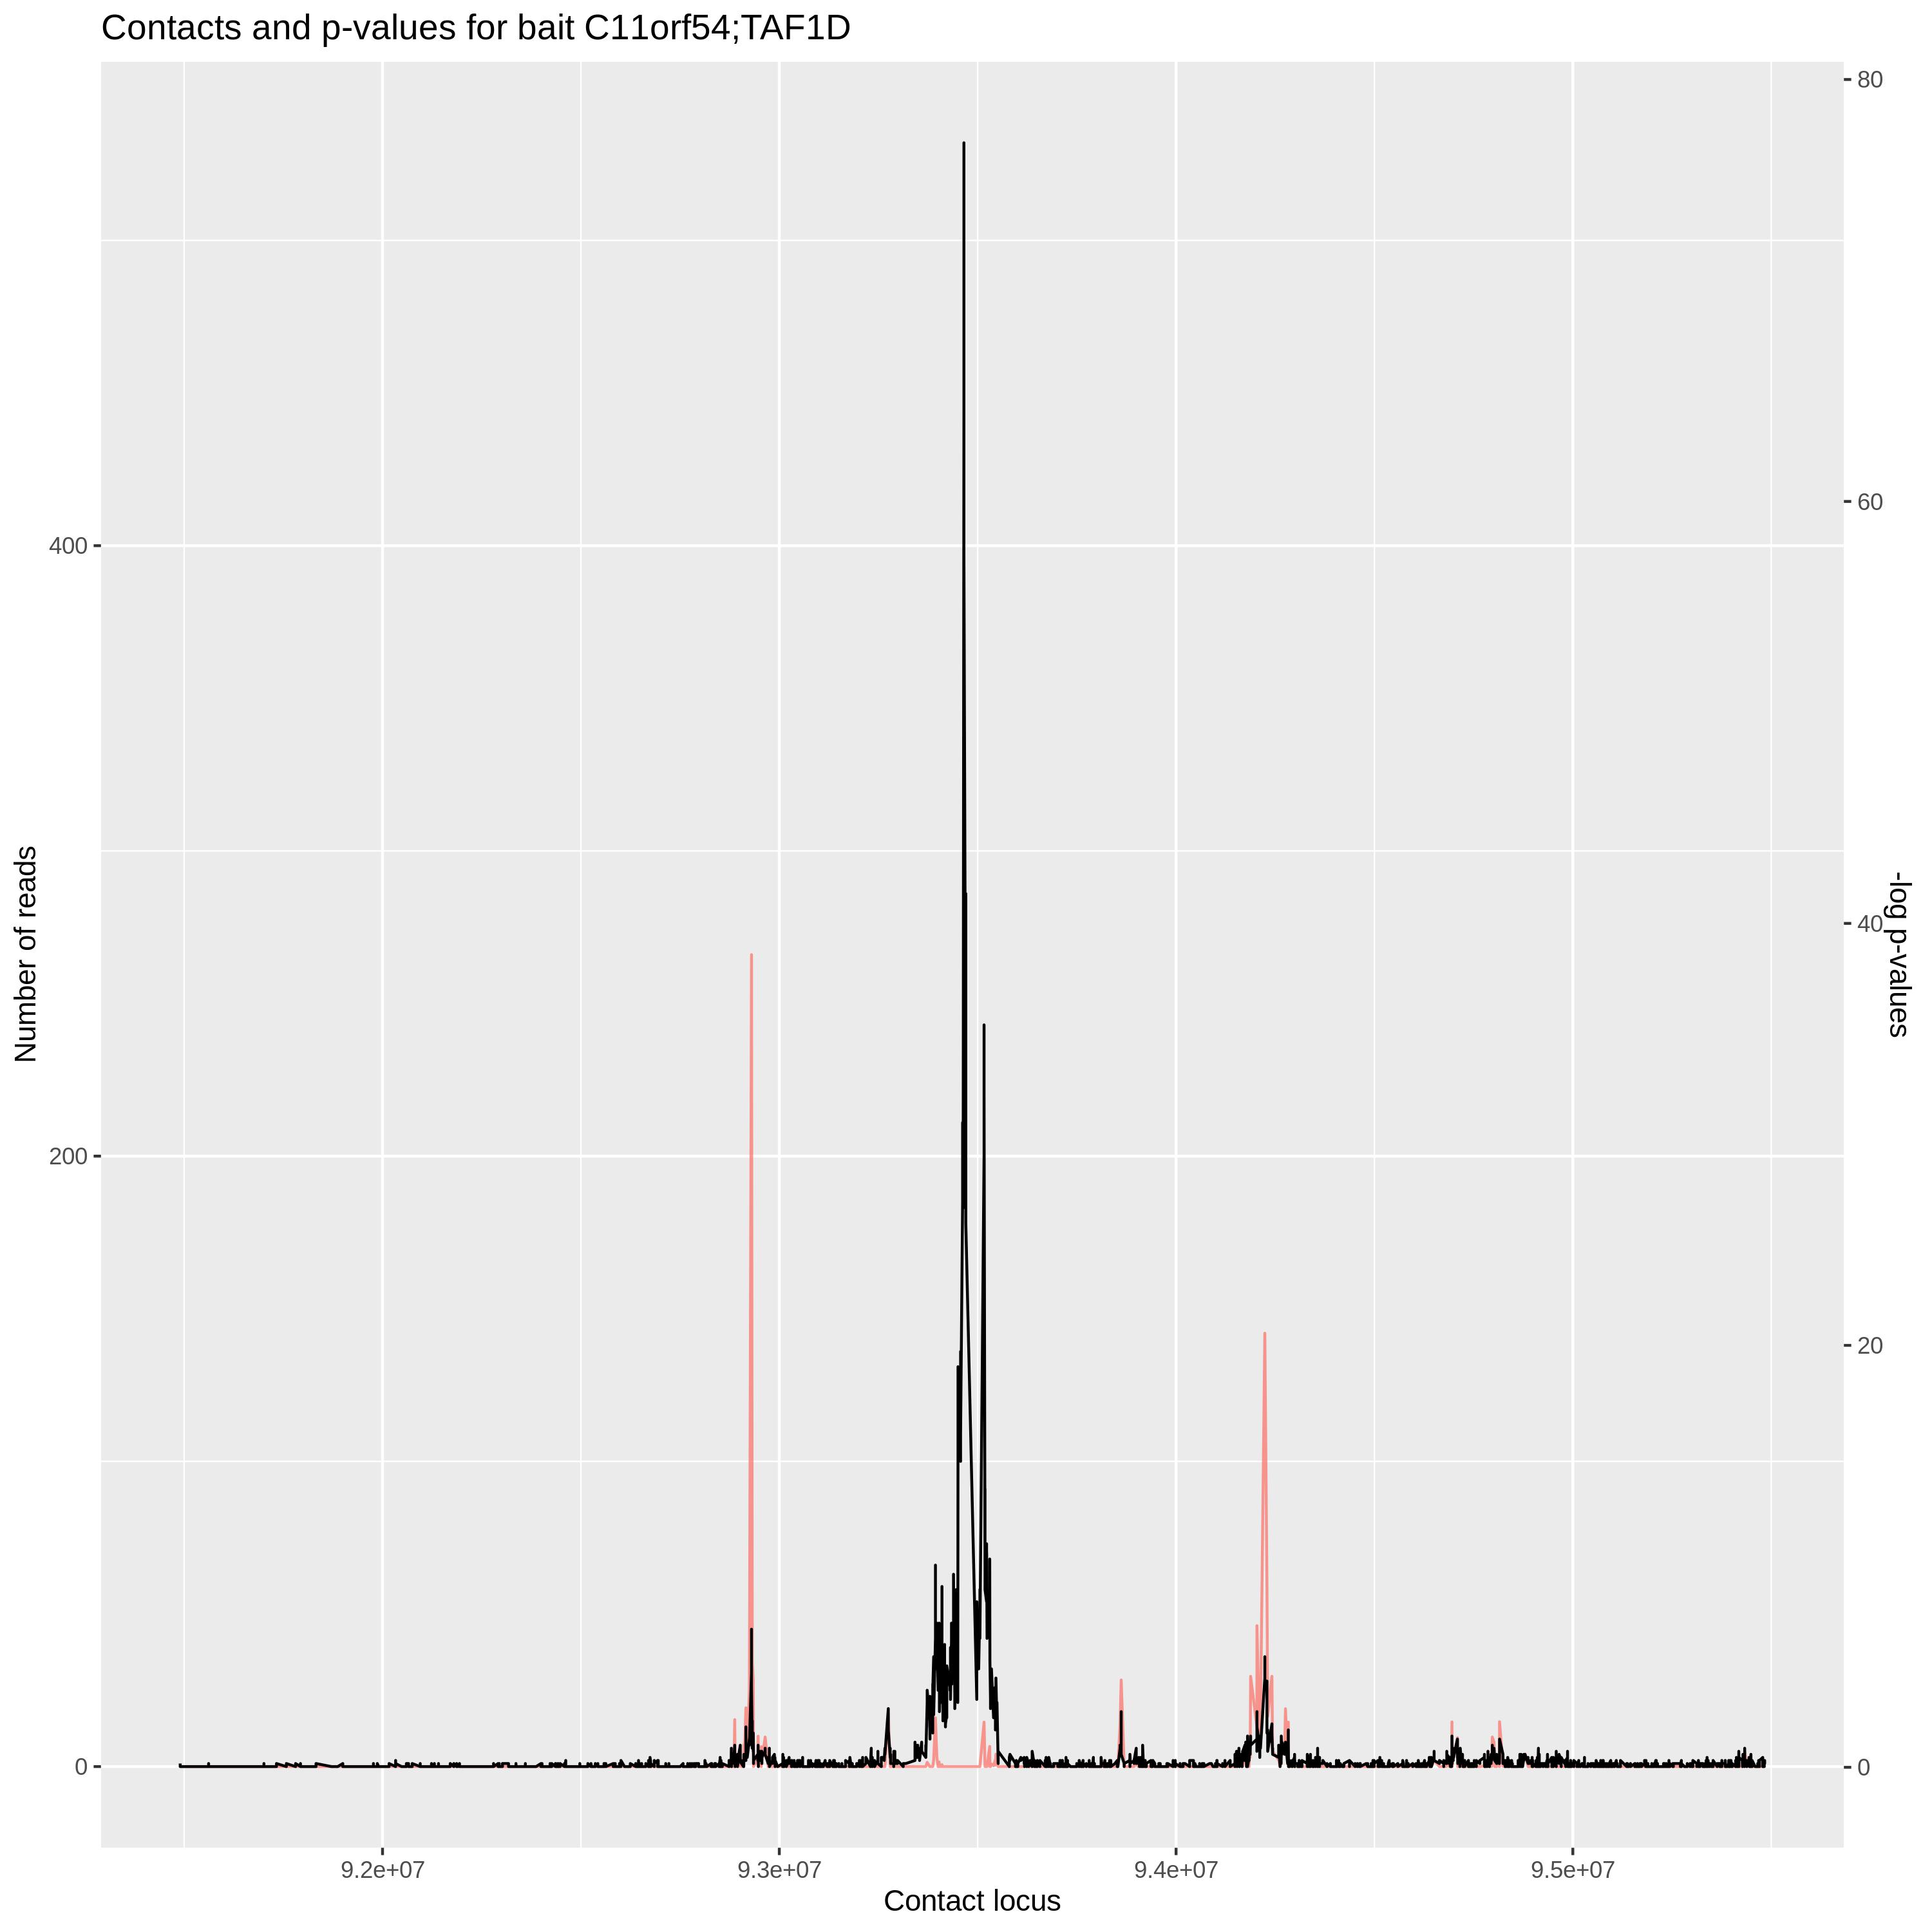 Contacts and p-values for bait C11orf54;TAF1D
80
60
400
40
Number of reads
-log p-values
200
20
0
0
9.2e+07
9.3e+07
9.4e+07
9.5e+07
Contact locus